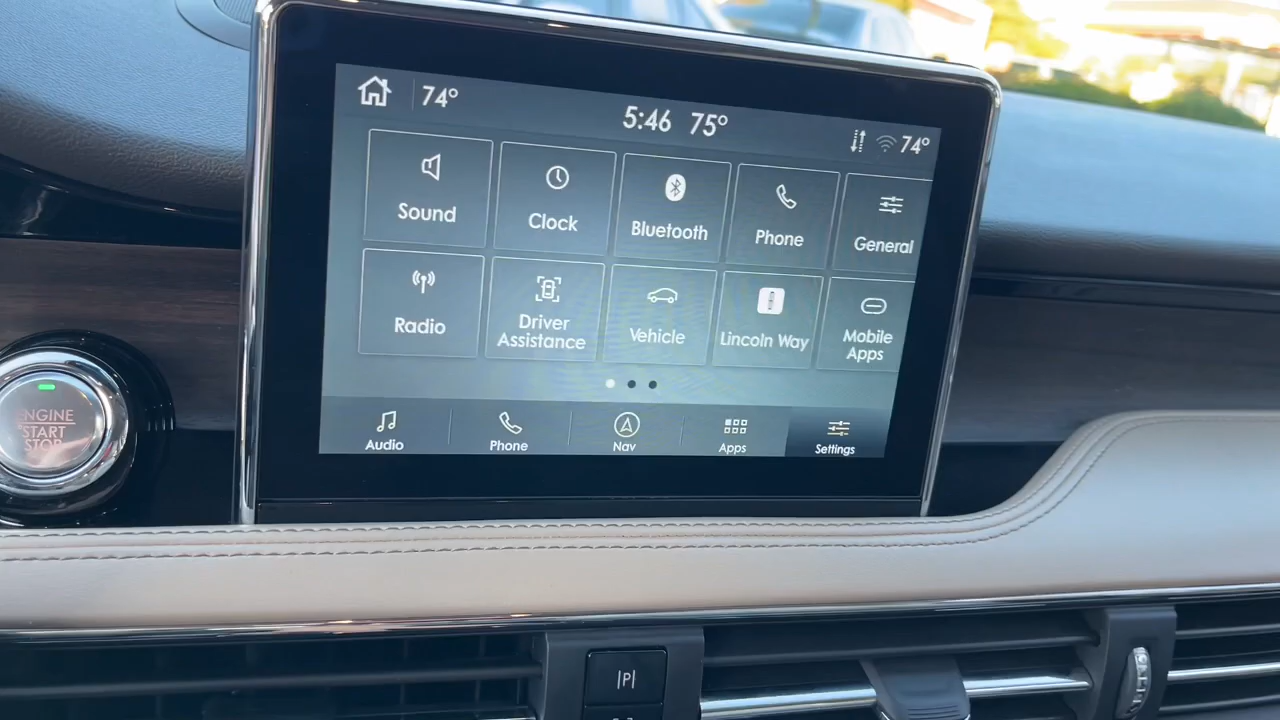 74°
5:46 75°
74°
Sound
Clock
Bluetooth
Phone
General
Radio
Driver
Assistance
Vehicle
Lincoln Way
Mobile
Apps
Audio
Phone
Nav
Apps
Settings
ENGINE
START
STOP
|P|